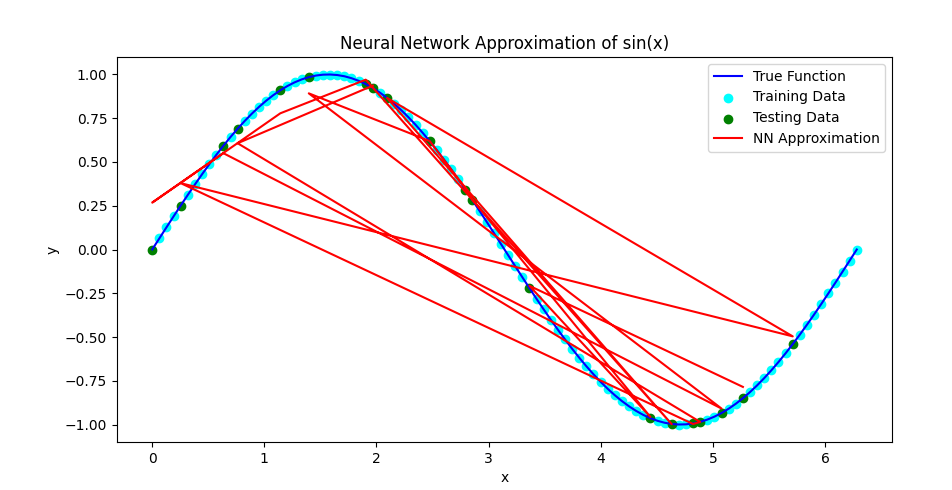 Neural Network Approximation of sin(x)
True Function
Training Data
Testing Data
NN Approximation
1.00
0.75
0.50
0.25
0.00
−0.25
−0.50
−0.75
−1.00
y
0 1 2 3 4 5 6
x